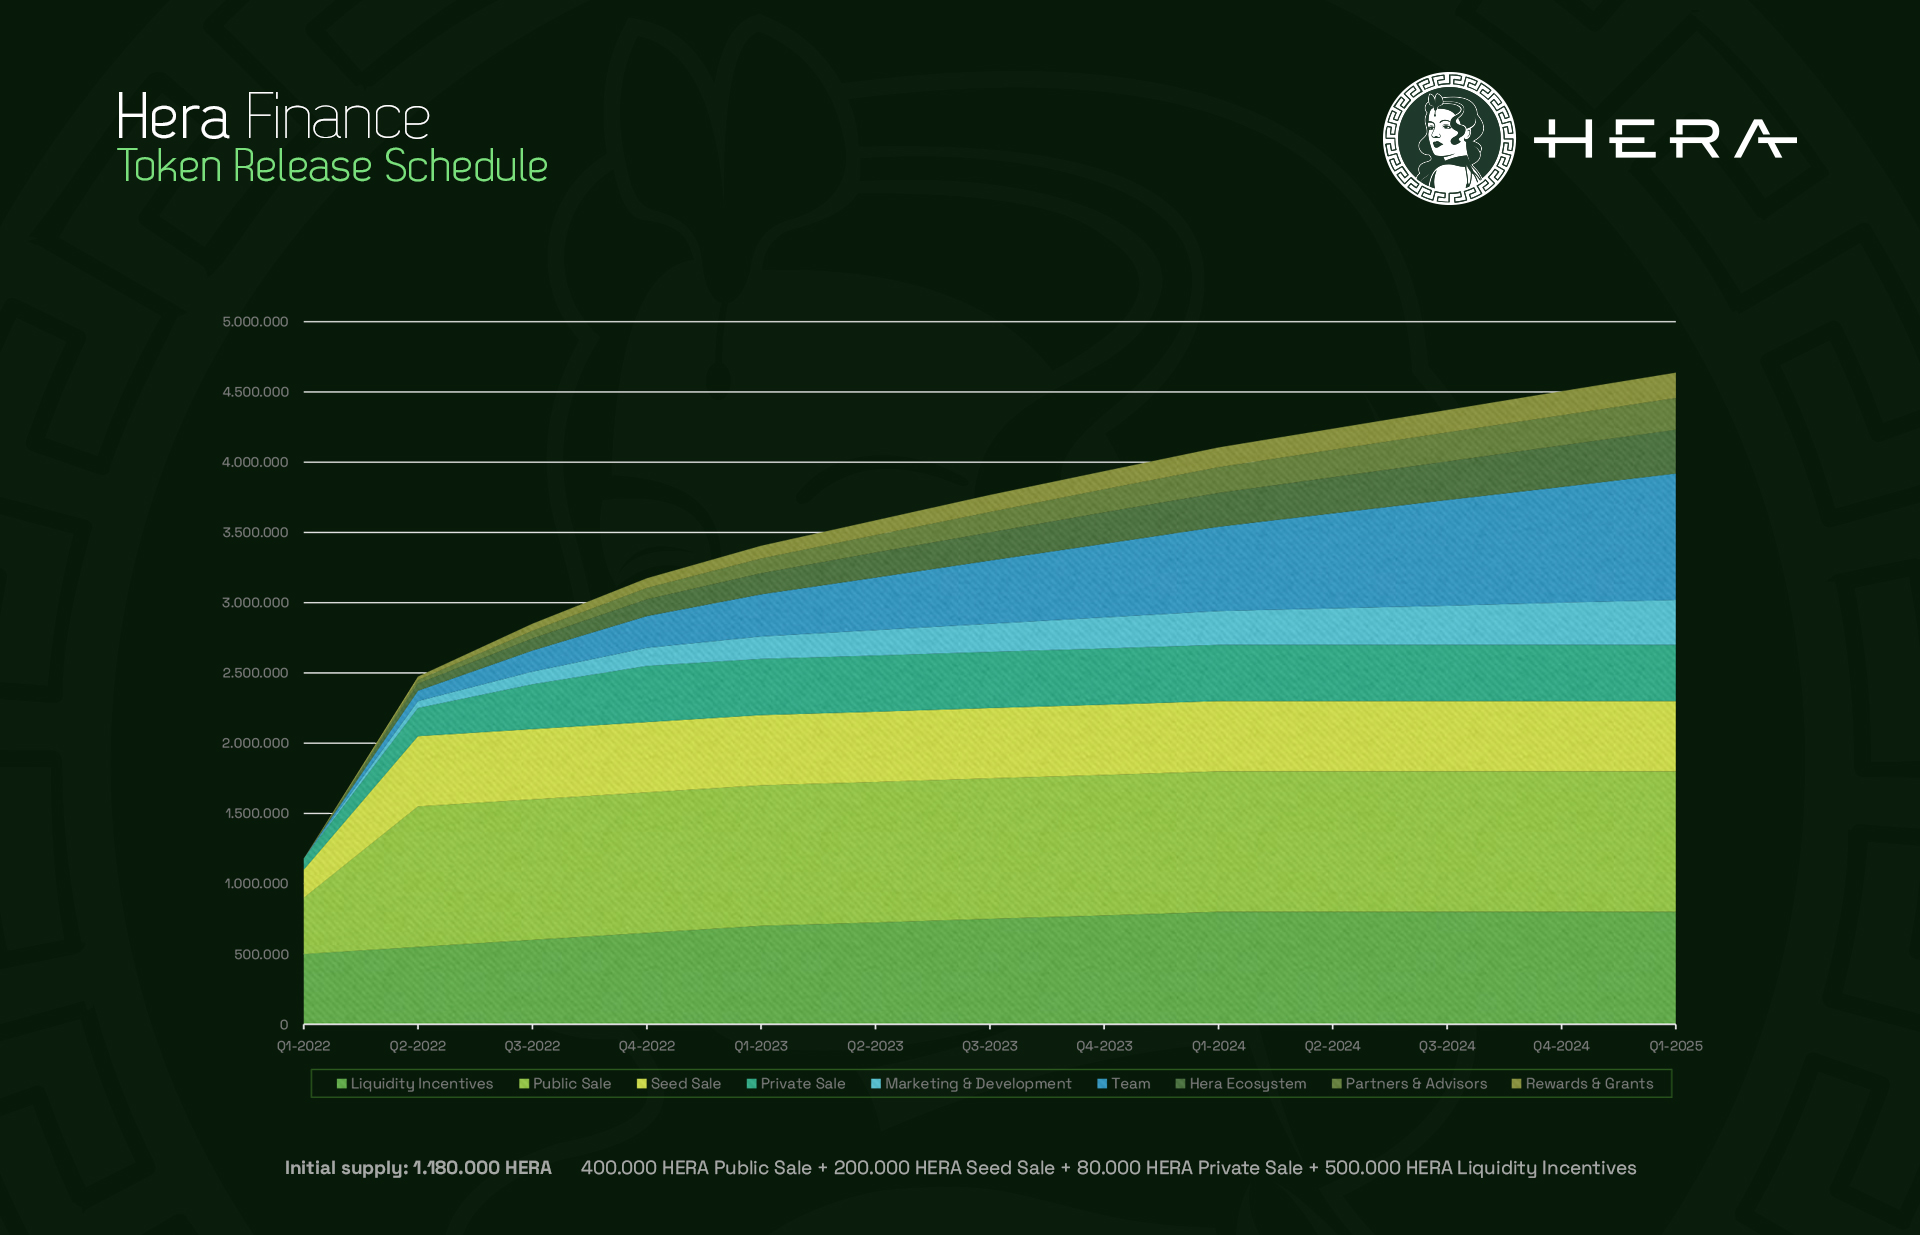 Hera Finance
Token Release Schedule
HERA
5.000.000
4.500.000
4.000.000
3.500.000
3.000.000
2.500.000
2.000.000
1.500.000
1.000.000
500.000
0
Q1-2022 Q2-2022 Q3-2022 Q4-2022 Q1-2023 Q2-2023 Q3-2023 Q4-2023 Q1-2024 Q2-2024 Q3-2024 Q4-2024 Q1-2025
Liquidity Incentives Public Sale Seed Sale Private Sale Marketing & Development Team Hera Ecosystem Partners & Advisors Rewards & Grants
Initial supply: 1.180.000 HERA 400.000 HERA Public Sale + 200.000 HERA Seed Sale + 80.000 HERA Private Sale + 500.000 HERA Liquidity Incentives